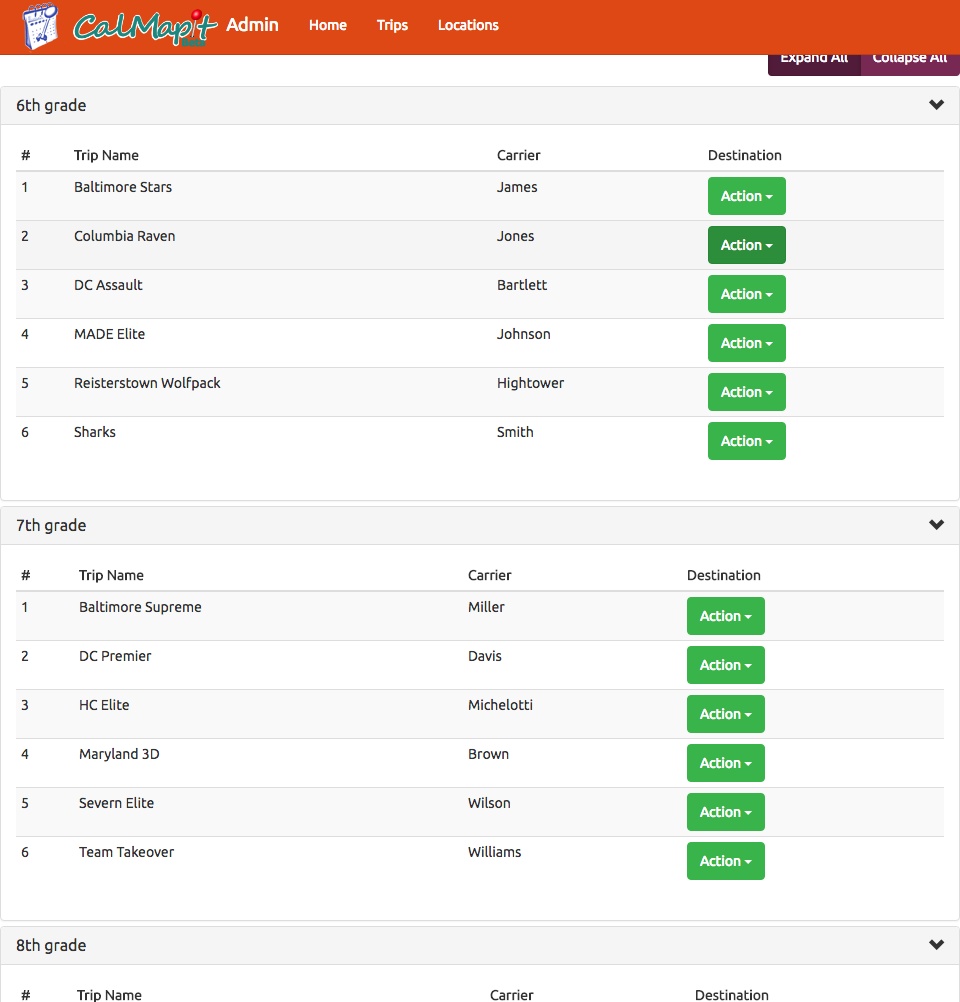 CalMapit Admin Home Trips Locations
Beta
Expand All Collapse All
6th grade
# Trip Name Carrier Destination
1 Baltimore Stars James Action
2 Columbia Raven Jones Action
3 DC Assault Bartlett Action
4 MADE Elite Johnson Action
5 Reisterstown Wolfpack Hightower Action
6 Sharks Smith Action
7th grade
# Trip Name Carrier Destination
1 Baltimore Supreme Miller Action
2 DC Premier Davis Action
3 HC Elite Michelotti Action
4 Maryland 3D Brown Action
5 Severn Elite Wilson Action
6 Team Takeover Williams Action
8th grade
# Trip Name Carrier Destination